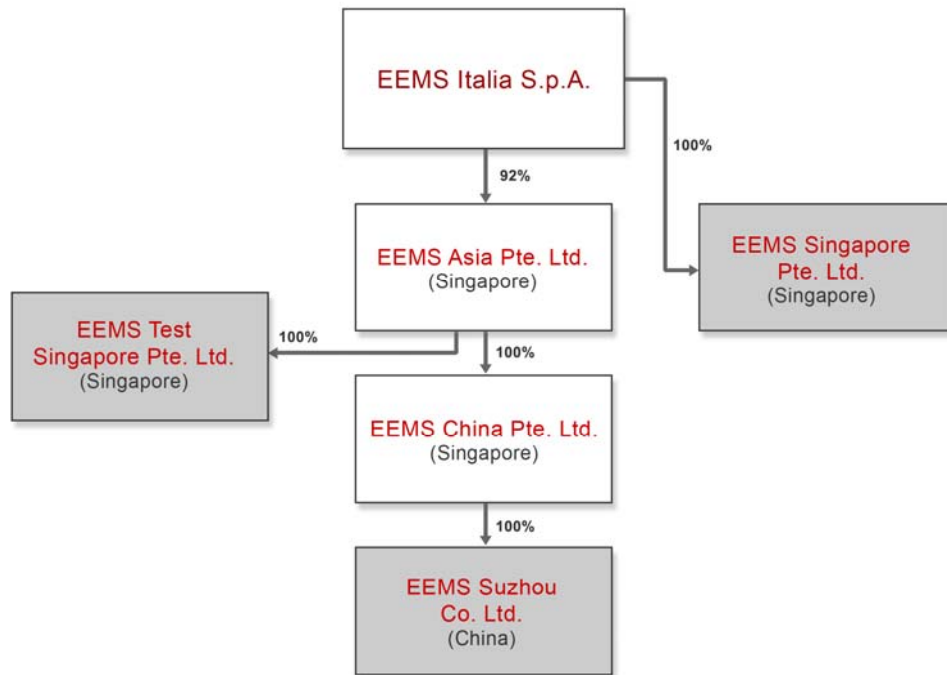 EEMS Italia S.p.A.
100%
92%
EEMS Asia Pte. Ltd.
(Singapore)
EEMS Singapore
Pte. Ltd.
(Singapore)
EEMS Test
Singapore Pte. Ltd.
(Singapore)
100%
100%
EEMS China Pte. Ltd.
(Singapore)
100%
EEMS Suzhou
Co. Ltd.
(China)